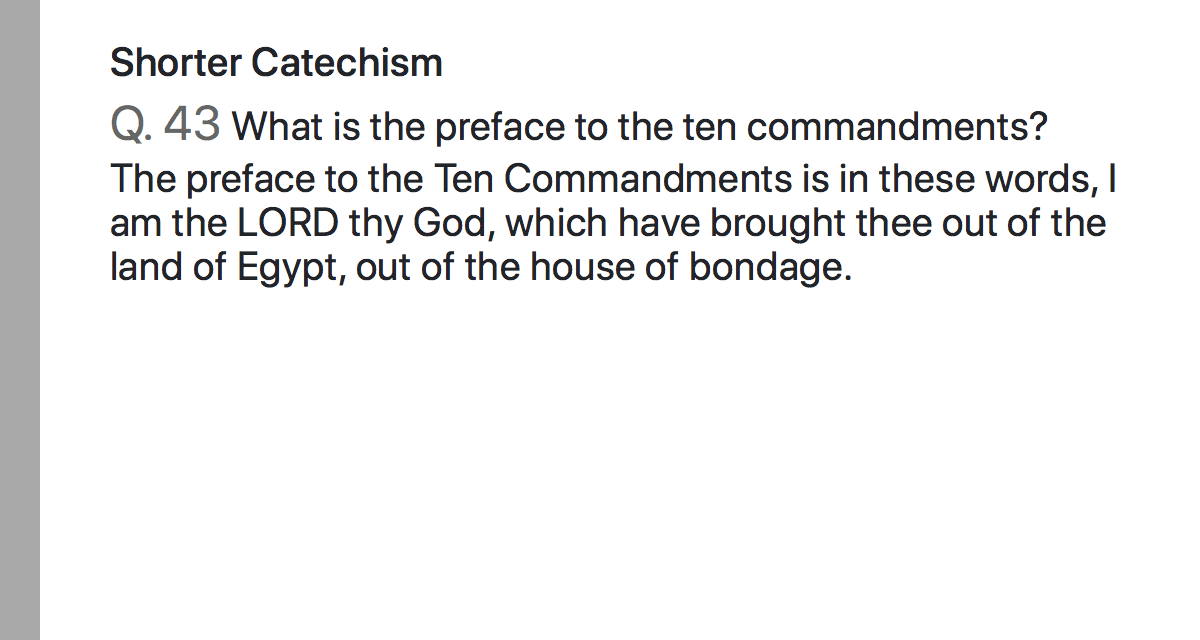 Shorter Catechism
Q. 43 What is the preface to the ten commandments?
The preface to the Ten Commandments is in these words, I
am the LORD thy God, which have brought thee out of the
land of Egypt, out of the house of bondage.